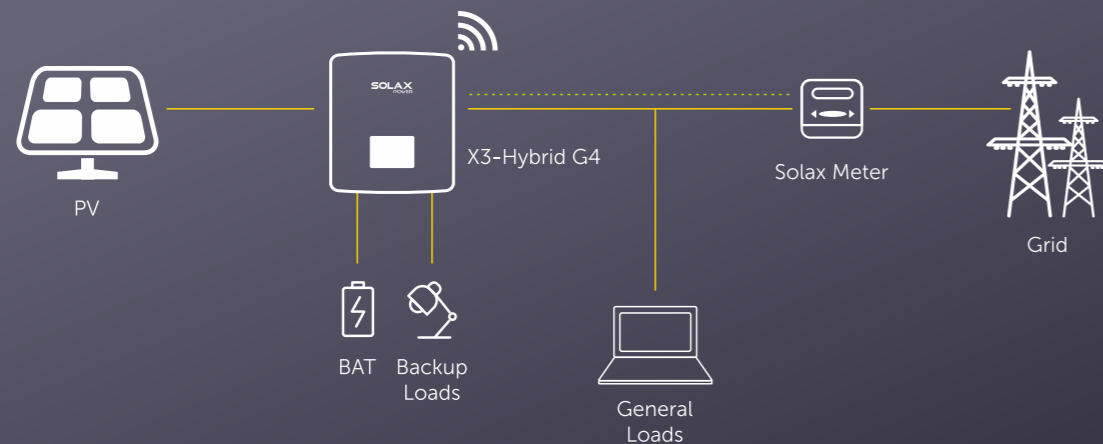 SOLAX
POWER
X3-Hybrid G4
Solax Meter
PV
Grid
BAT
Backup
Loads
General
Loads